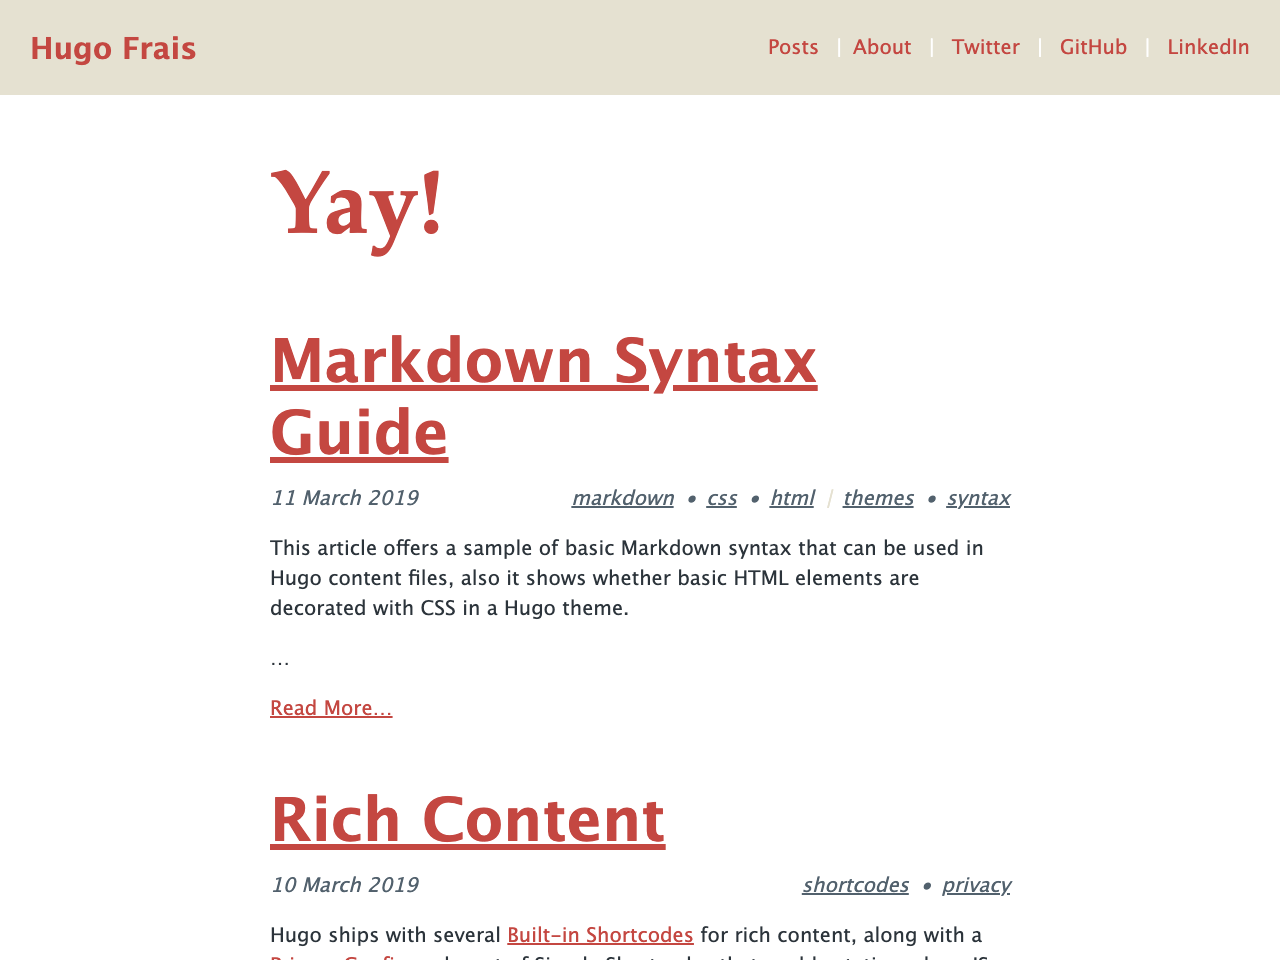 Hugo Frais
Posts | About | Twitter | GitHub | LinkedIn
Yay!
Markdown Syntax
Guide
11 March 2019 markdown • css • html / themes • syntax
This article offers a sample of basic Markdown syntax that can be used in
Hugo content files, also it shows whether basic HTML elements are
decorated with CSS in a Hugo theme.
…
Read More…
Rich Content
10 March 2019 shortcodes • privacy
Hugo ships with several Built-in Shortcodes for rich content, along with a